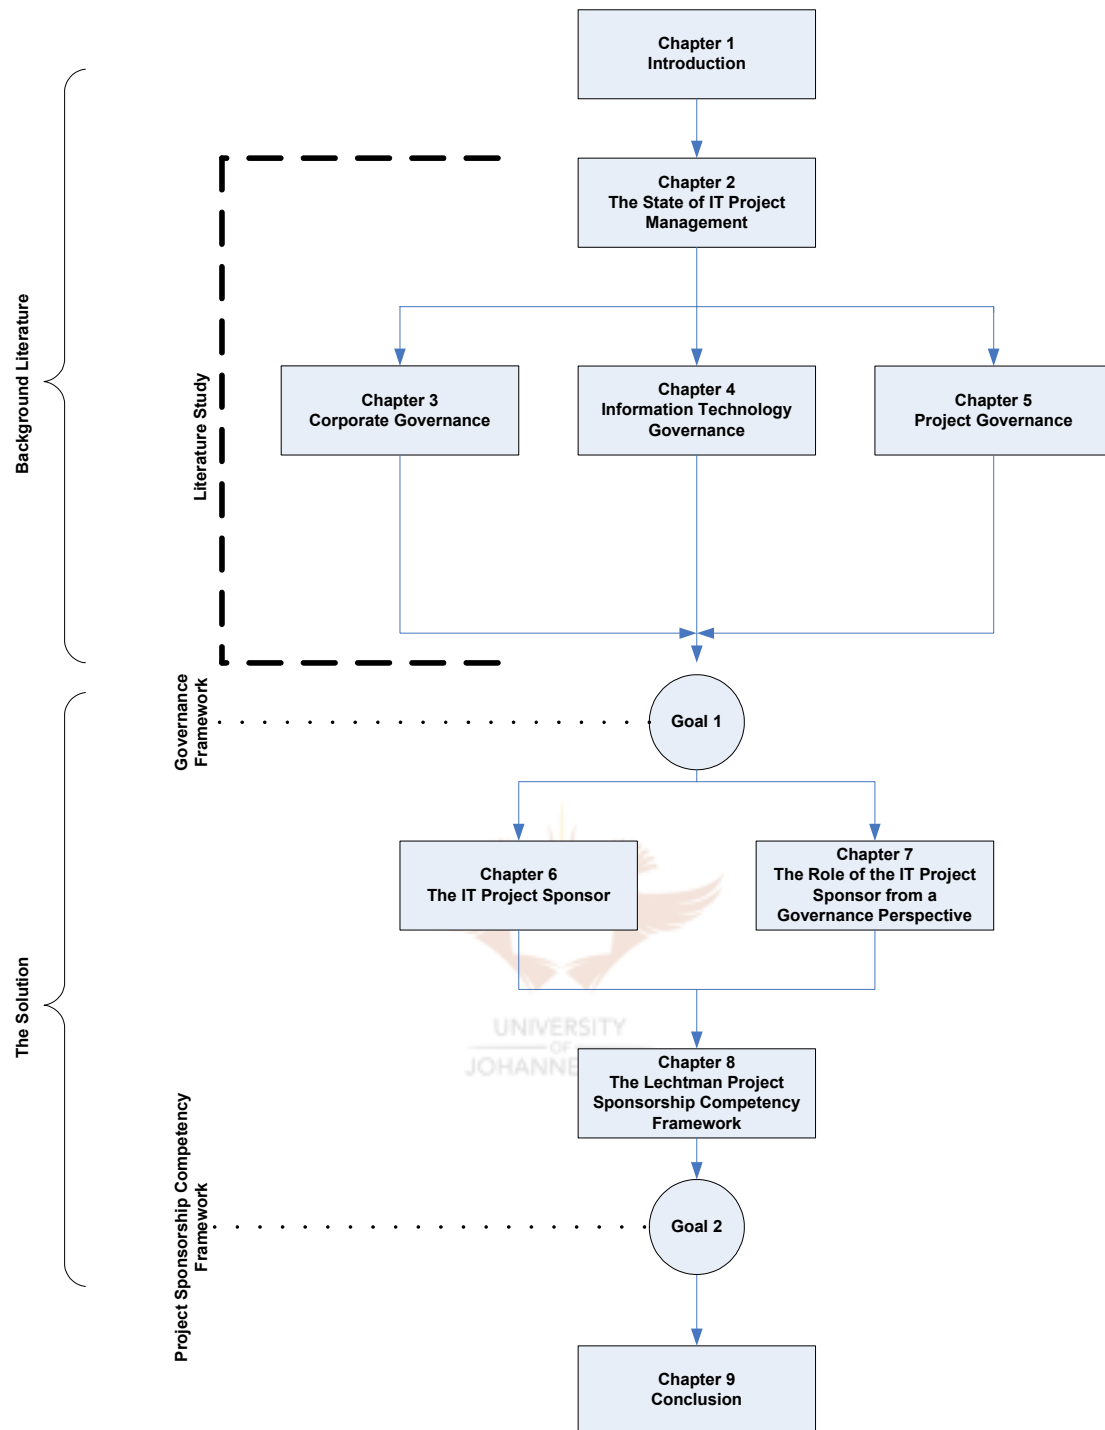 Chapter 1
Introduction
Chapter 2
The State of IT Project
Management
Background Literature
Literature Study
Chapter 3
Corporate Governance
Chapter 4
Information Technology
Governance
Chapter 5
Project Governance
Governance
Framework
Goal 1
Chapter 6
The IT Project Sponsor
Chapter 7
The Role of the IT Project
Sponsor from a
Governance Perspective
The Solution
UNIVERSITY
OF
Chapter 8
The Lechtman Project
Sponsorship Competency
Framework
Project Sponsorship Competency
Framework
Goal 2
Chapter 9
Conclusion